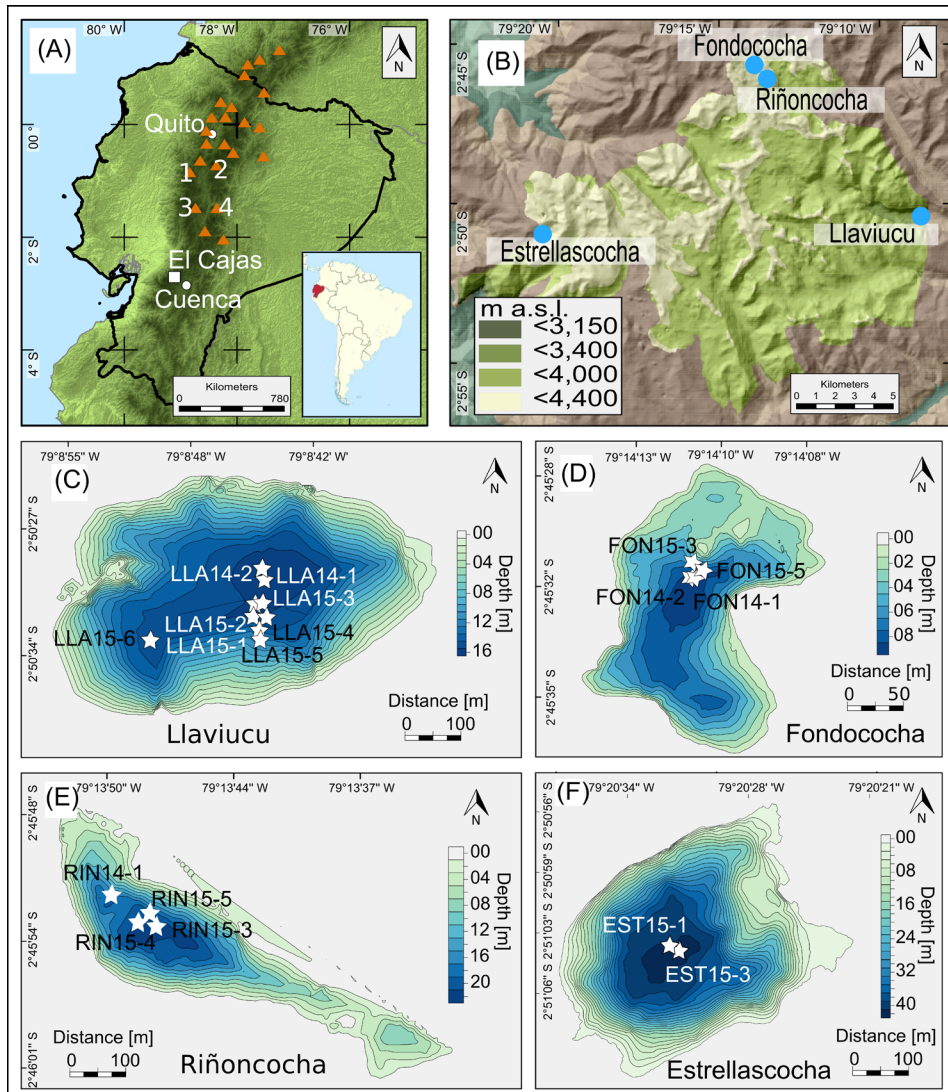 (A)
80° W
78° W
76° W
N
00°
2° S
4° S
Quito
1
2
3
4
El Cajas
Cuenca
Kilometers
0
780
(B)
79°20' W
79°15' W
79°10' W
N
2°45' S
2°50' S
2°55' S
Fondococha
Riñoncocha
Llaviucu
Estrellascocha
m a.s.l.
<3,150
<3,400
<4,000
<4,400
Kilometers
0 1 2 3 4 5
(C)
79°8'55" W
79°8'48" W
79°8'42" W
N
2°50'27" S
2°50'34" S
LLA14-2
LLA14-1
LLA15-3
LLA15-2
LLA15-4
LLA15-6
LLA15-1
LLA15-5
00
04
08
12
16
Depth [m]
Distance [m]
0
100
Llaviucu
(D)
79°14'13" W
79°14'10" W
79°14'08" W
N
2°45'28" S
2°45'32" S
2°45'35" S
FON15-3
FON15-5
FON14-2
FON14-1
00
02
04
06
08
Depth [m]
Distance [m]
0
50
Fondococha
(E)
79°13'50" W
79°13'44" W
79°13'37" W
N
2°45'48" S
2°45'54" S
2°46'01" S
RIN14-1
RIN15-5
RIN15-4
RIN15-3
00
04
08
12
16
20
Depth [m]
Distance [m]
0
100
Riñoncocha
(F)
79°20'34" W
79°20'28" W
79°20'21" W
N
2°50'56" S
2°50'59" S
2°51'03" S
2°51'06" S
EST15-1
EST15-3
00
08
16
24
32
40
Depth [m]
Distance [m]
0
100
Estrellascocha